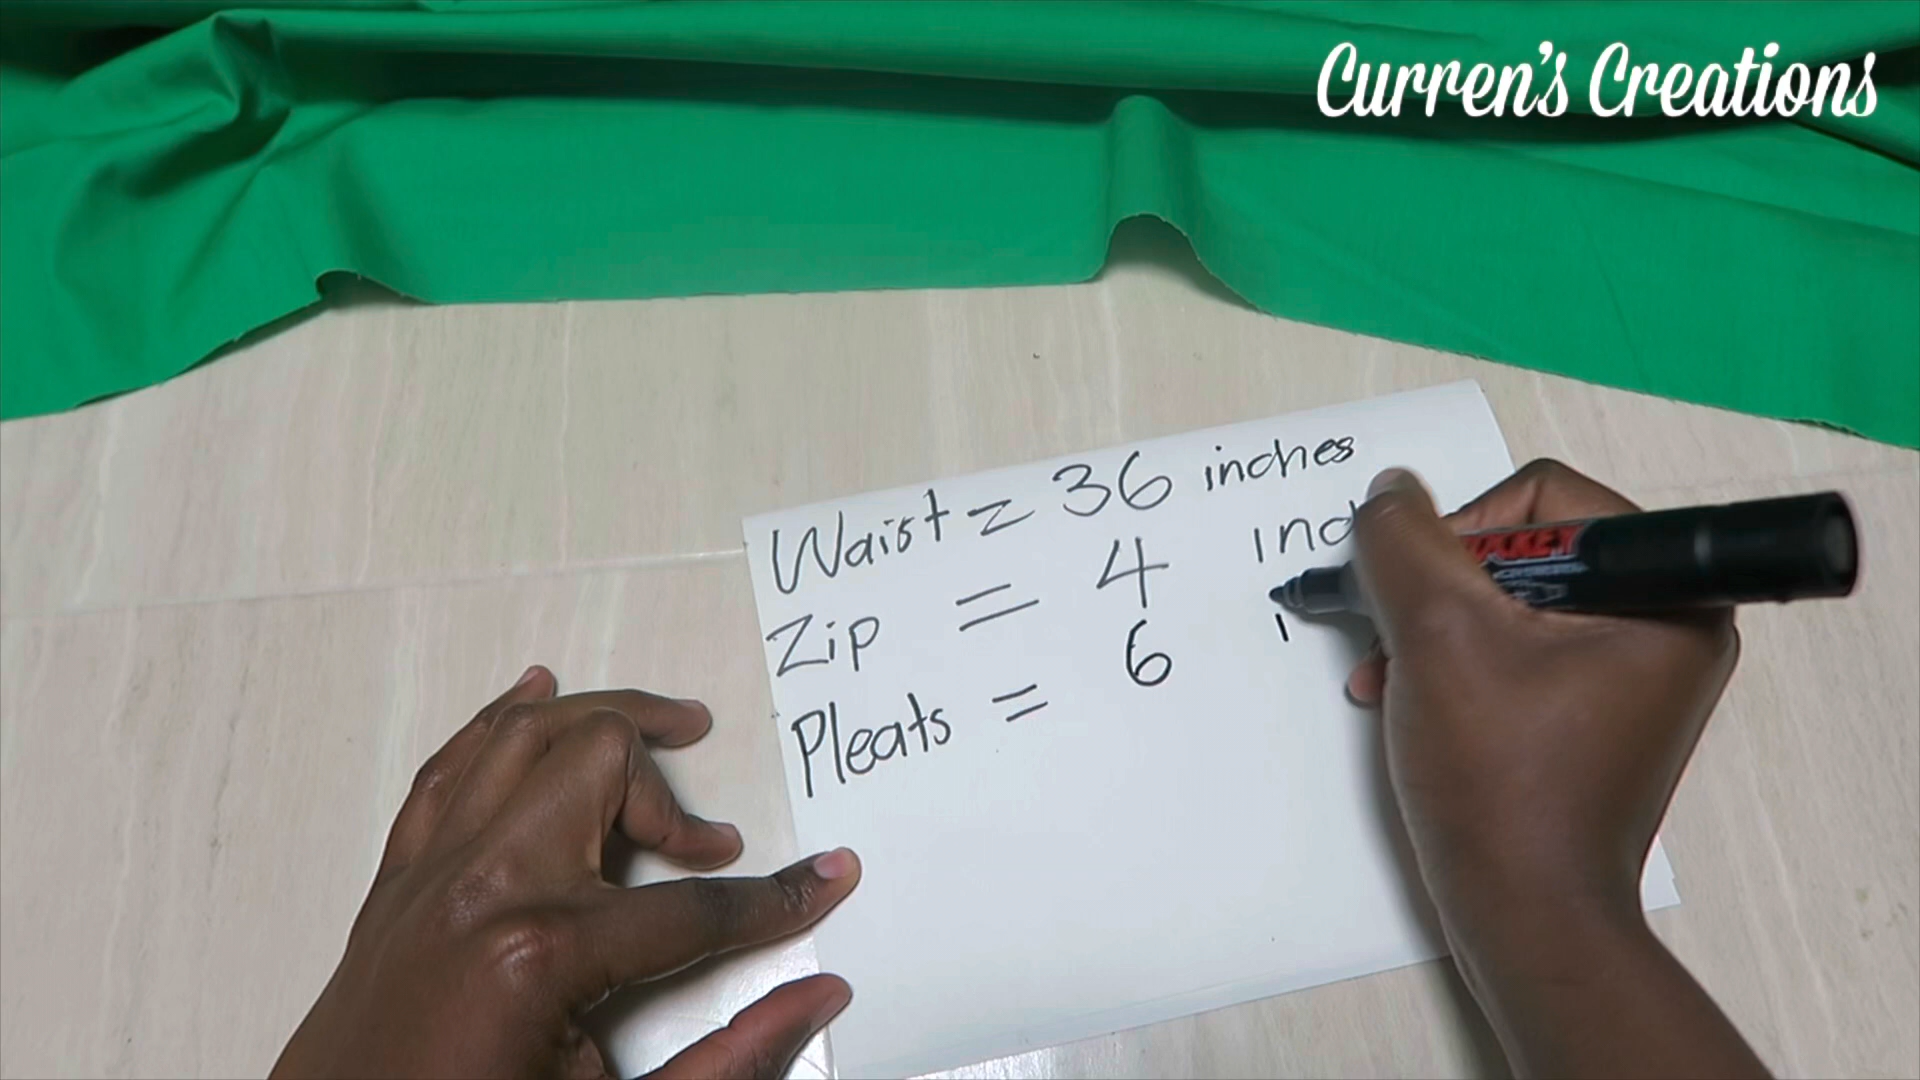 Curren's Creations
Waist = 36 inches
Zip = 4
Pleats = 6